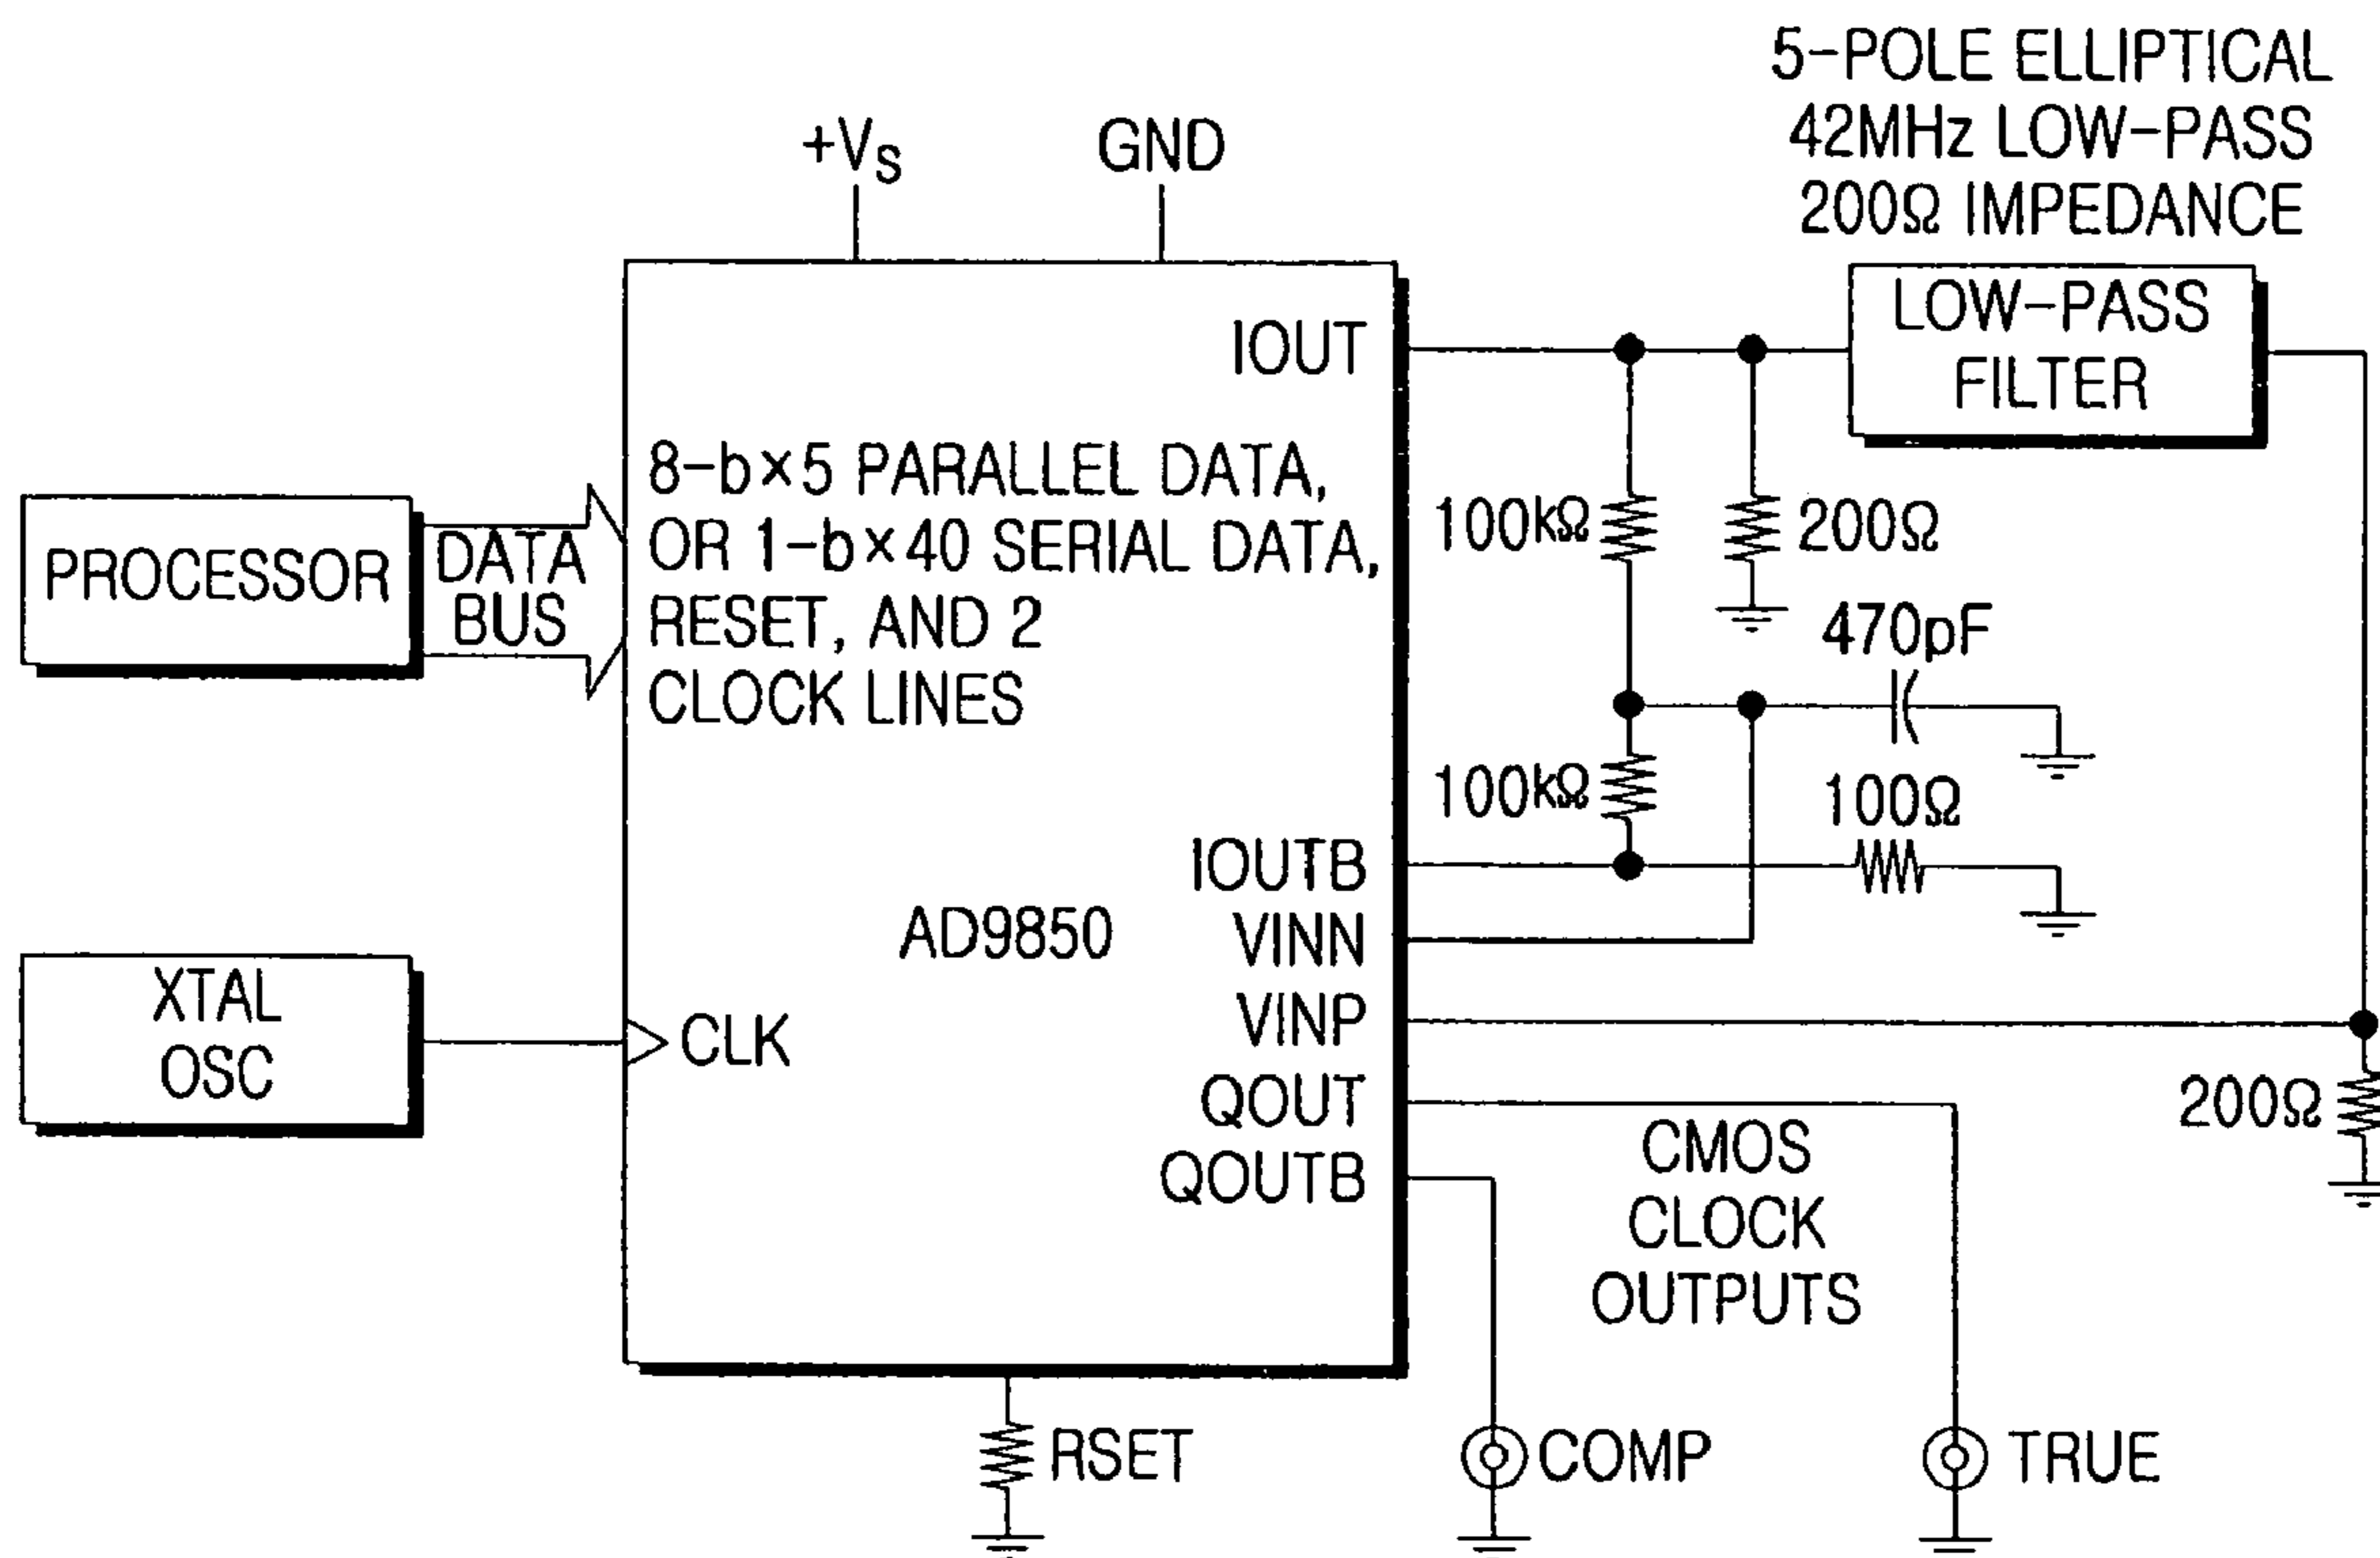 5-POLE ELLIPTICAL
42MHz LOW-PASS
200Ω IMPEDANCE
+VS
GND
LOW-PASS
FILTER
IOUT
8-b×5 PARALLEL DATA,
OR 1-b×40 SERIAL DATA,
RESET, AND 2
CLOCK LINES
100kΩ
200Ω
PROCESSOR
DATA
BUS
470pF
100kΩ
100Ω
IOUTB
AD9850
VINN
XTAL
OSC
CLK
VINP
QOUT
200Ω
QOUTB
CMOS
CLOCK
OUTPUTS
RSET
COMP
TRUE